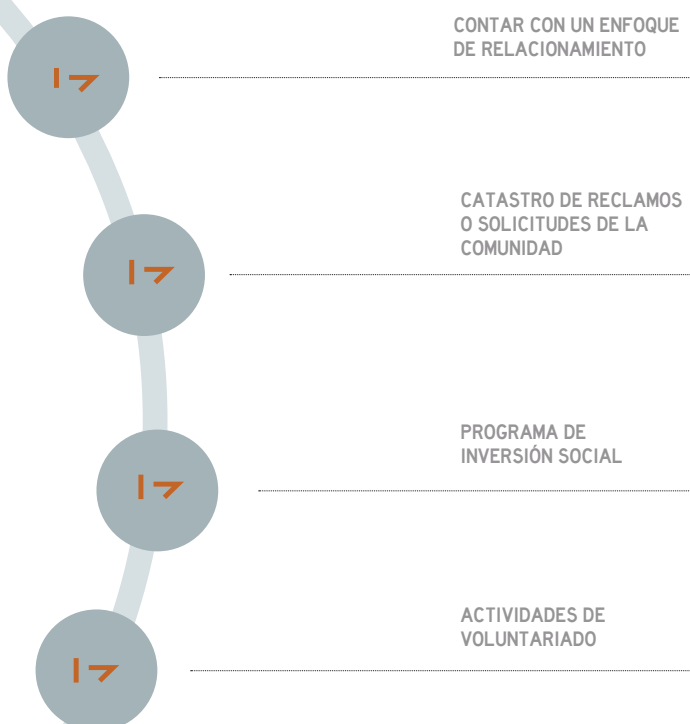 CONTAR CON UN ENFOQUE
DE RELACIONAMIENTO
CATASTRO DE RECLAMOS
O SOLICITUDES DE LA
COMUNIDAD
PROGRAMA DE
INVERSIÓN SOCIAL
ACTIVIDADES DE
VOLUNTARIADO